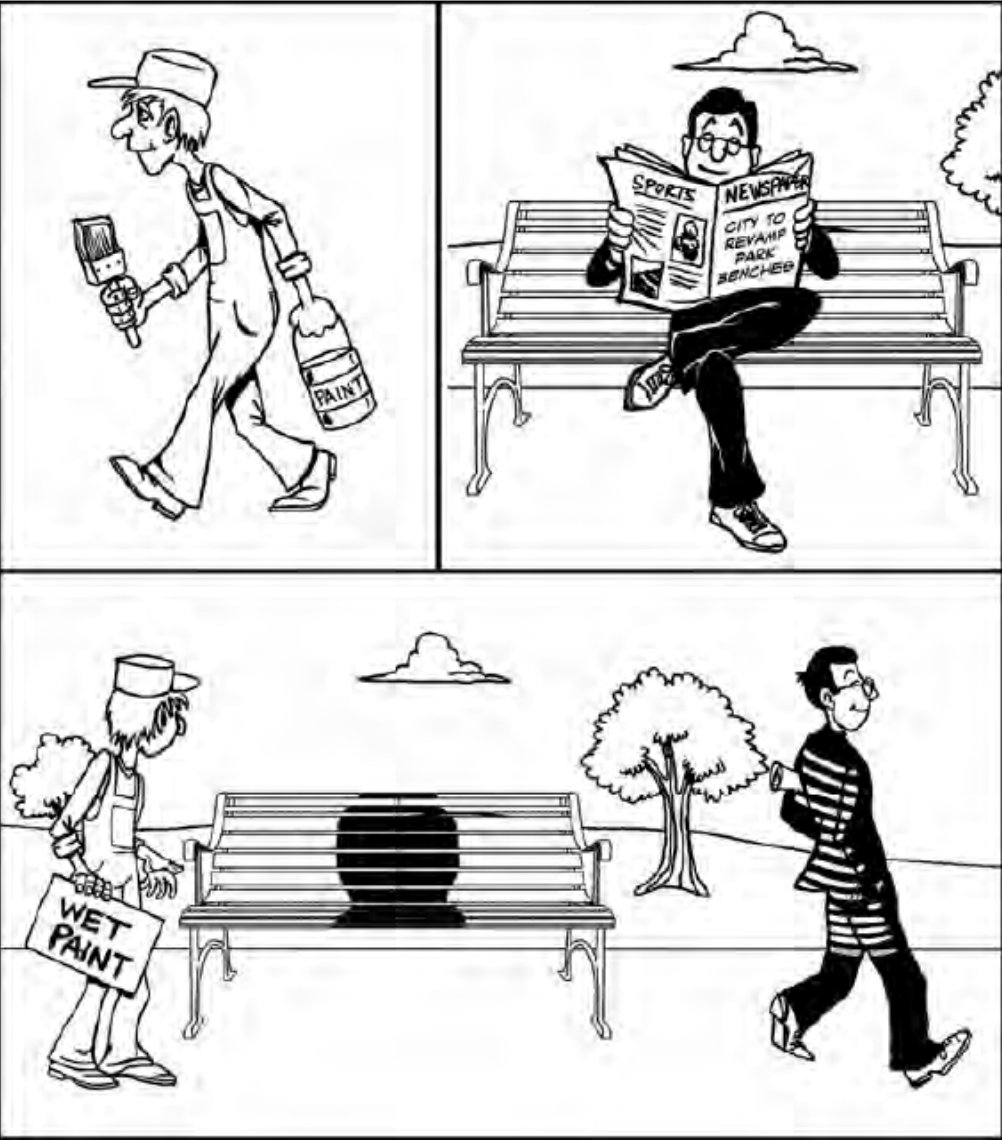 PAINT
SPORTS
NEWSPAPER
CITY TO
REVAMP
PARK
BENCHES
WET
PAINT